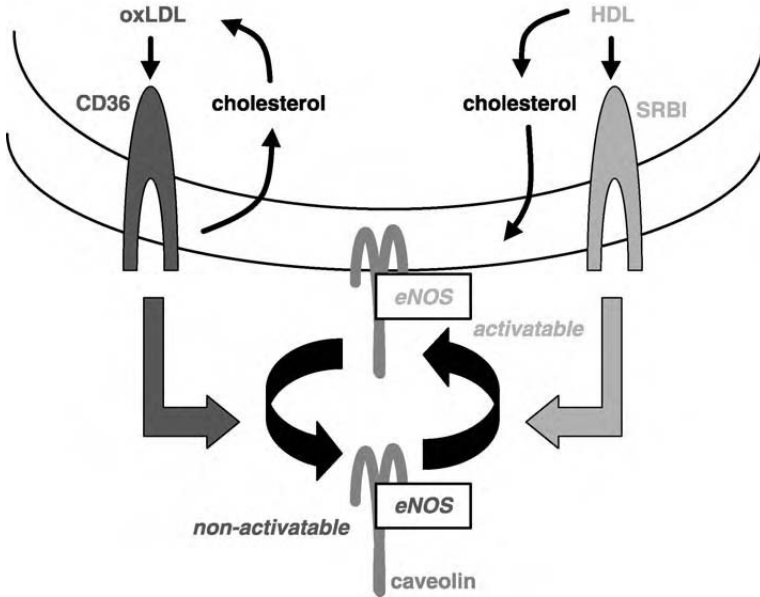 oxLDL
HDL
CD36
cholesterol
cholesterol
SRBI
eNOS
activatable
eNOS
non-activatable
caveolin